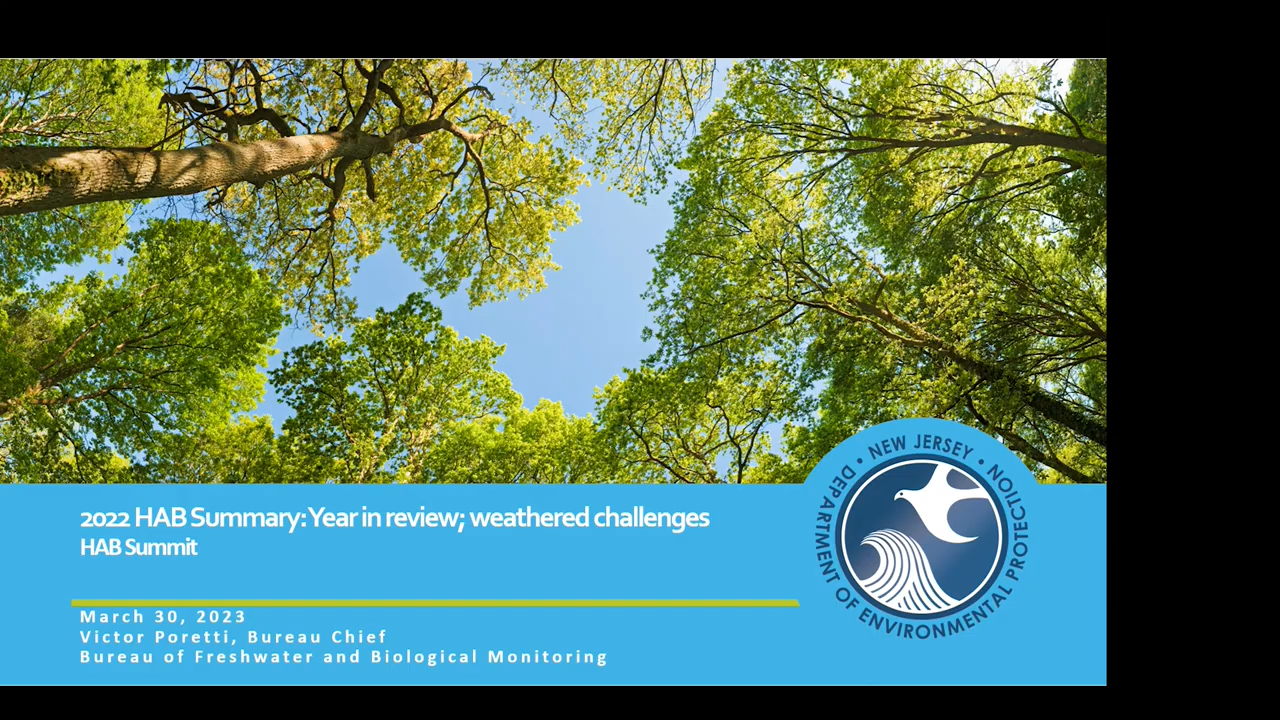 2022 HAB Summary: Year in review; weathered challenges
HAB Summit
March 30, 2023
Victor Poretti, Bureau Chief
Bureau of Freshwater and Biological Monitoring
• NEW JERSEY •
DEPARTMENT OF ENVIRONMENTAL PROTECTION